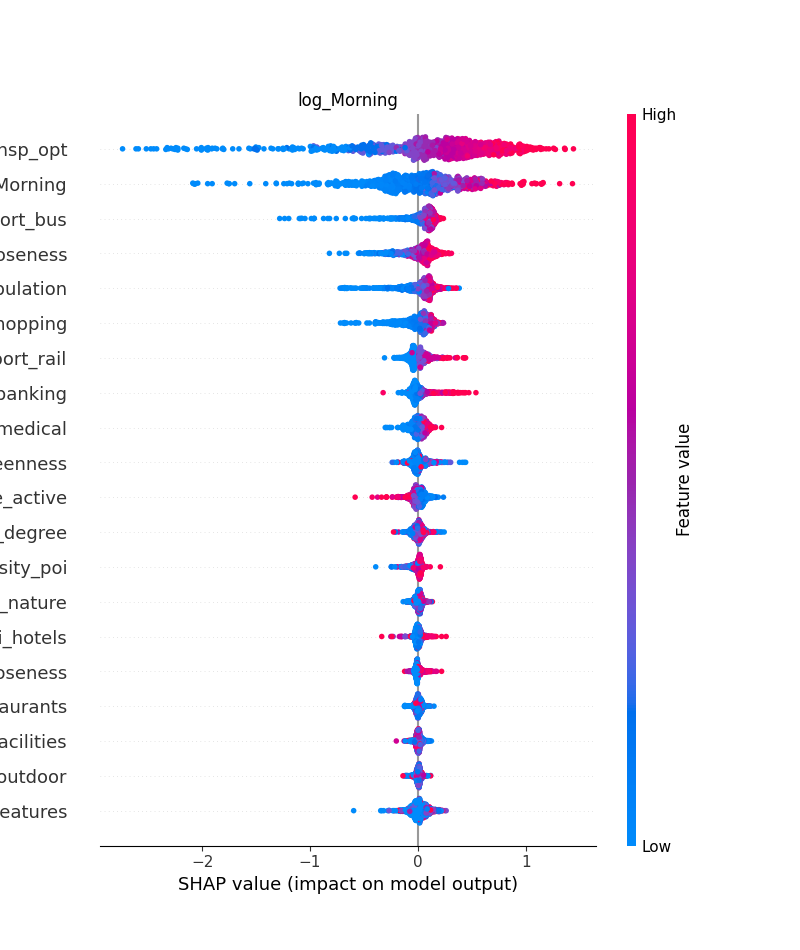 log_Morning
High
nsp_opt
Morning
ort_bus
oseness
pulation
hopping
port_rail
banking
medical
eenness
e_active
_degree
sity_poi
_nature
i_hotels
oseness
aurants
acilities
outdoor
eatures
Feature value
Low
−2 −1 0 1
SHAP value (impact on model output)